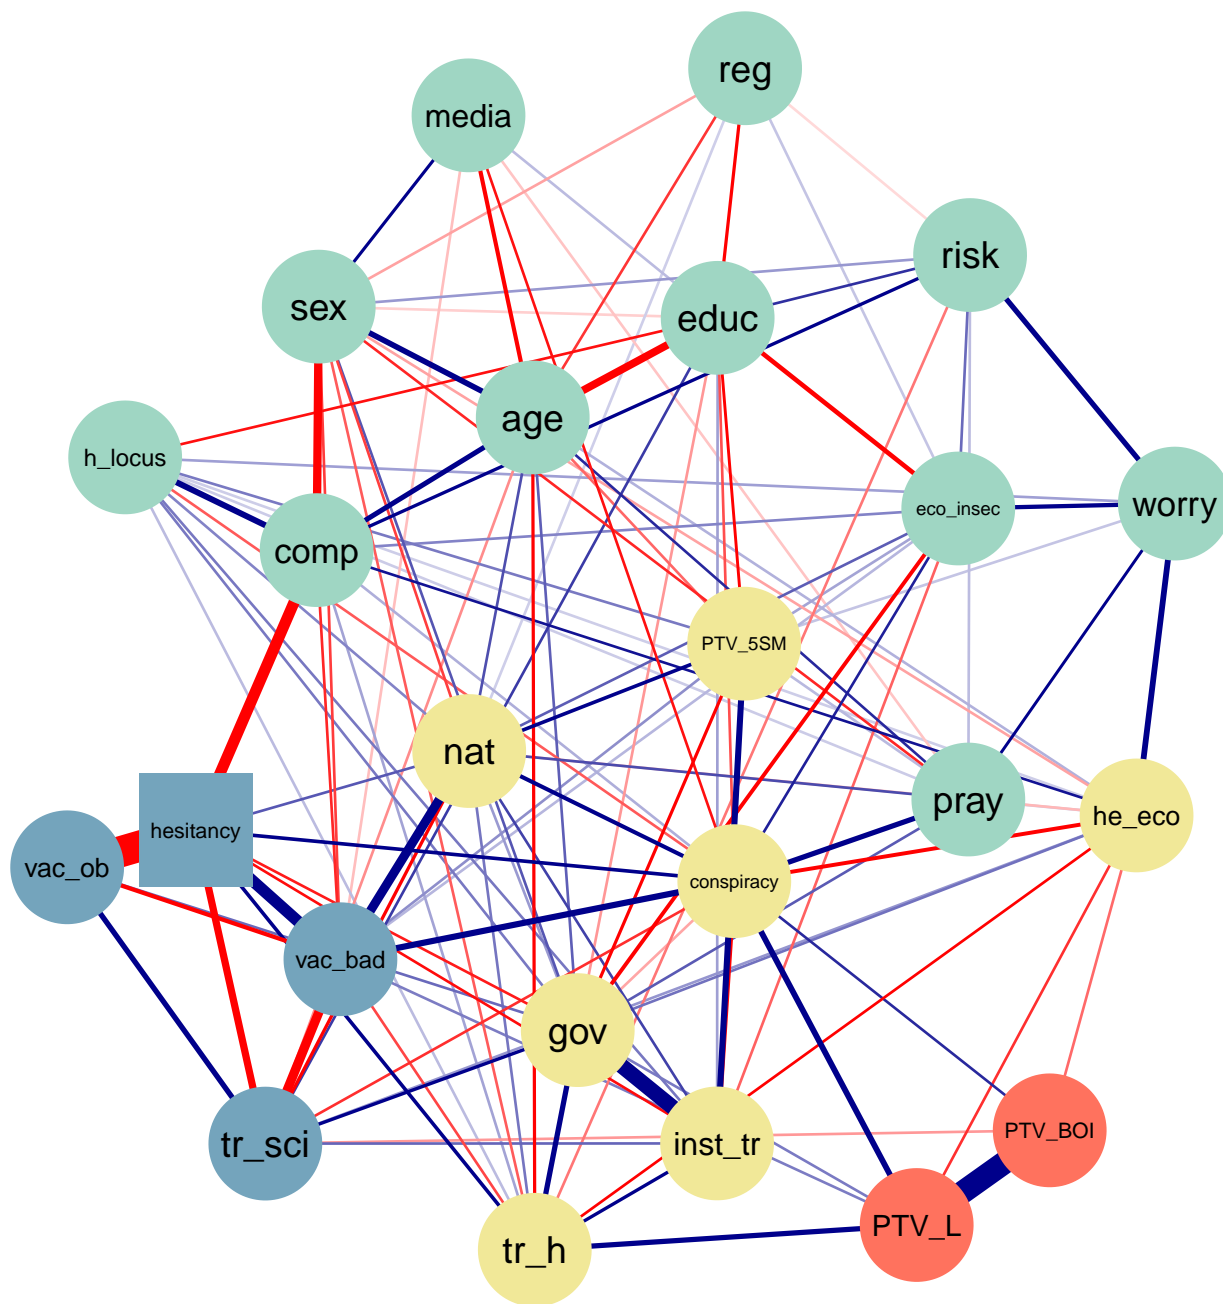 reg
media
risk
sex
educ
age
h_locus
worry
eco_insec
comp
PTV_5SM
nat
pray
he_eco
hesitancy
vac_ob
conspiracy
vac_bad
gov
PTV_BOI
tr_sci
inst_tr
PTV_L
tr_h